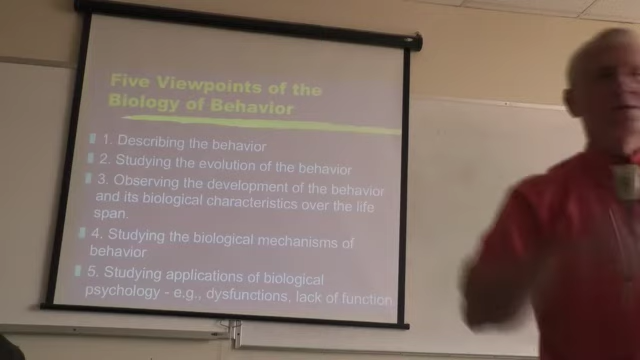 Five Viewpoints of the
Biology of Behavior
1. Describing the behavior
2. Studying the evolution of the behavior
3. Observing the development of the behavior
and its biological characteristics over the life
span.
4. Studying the biological mechanisms of
behavior
5. Studying applications of biological
psychology - e.g., dysfunctions, lack of function